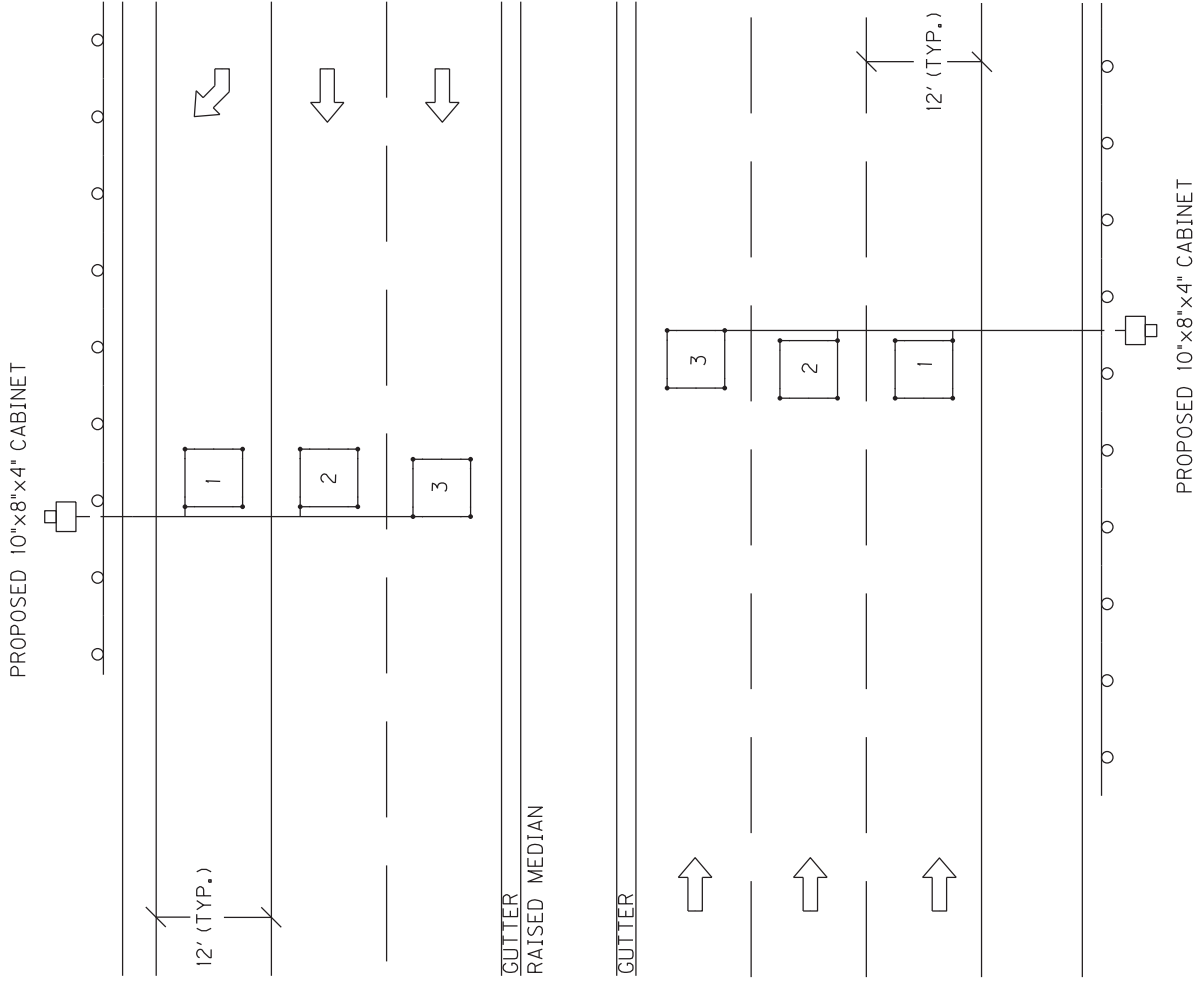 PROPOSED 10"x8"x4" CABINET
12' (TYP.)
1
2
3
GUTTER
RAISED MEDIAN
GUTTER
3
2
1
12' (TYP.)
PROPOSED 10"x8"x4" CABINET